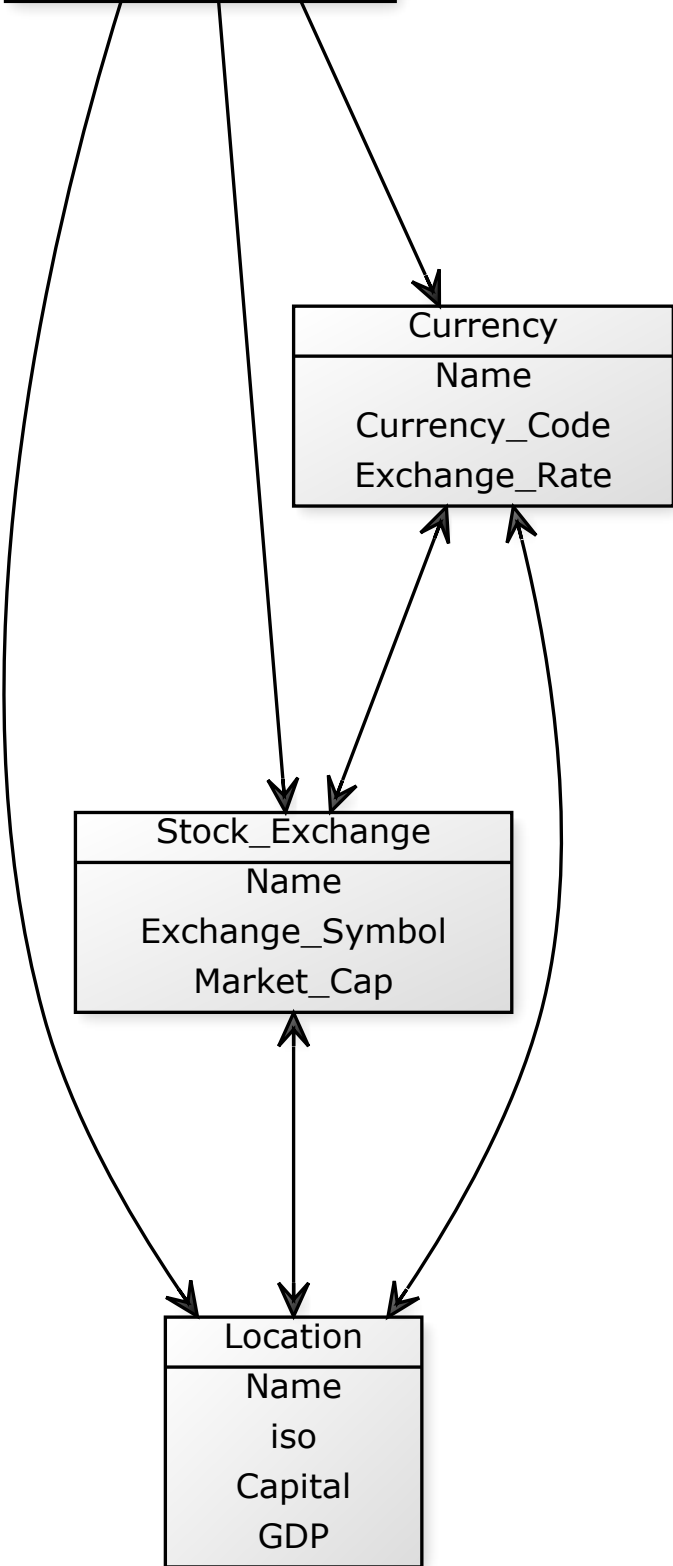 Currency
Name
Currency_Code
Exchange_Rate
Stock_Exchange
Name
Exchange_Symbol
Market_Cap
Location
Name
iso
Capital
GDP